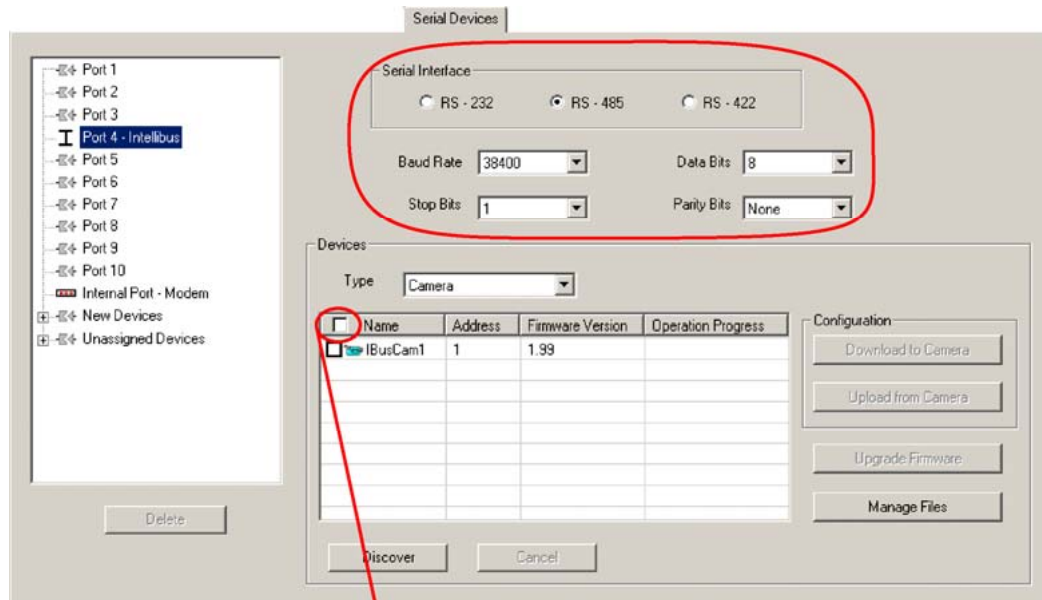 Serial Devices
Port 1
Port 2
Port 3
Port 4 - Intellibus
Port 5
Port 6
Port 7
Port 8
Port 9
Port 10
Internal Port - Modem
New Devices
Unassigned Devices
Delete
Serial Interface
RS - 232 RS - 485 RS - 422
Baud Rate 38400 Data Bits 8
Stop Bits 1 Parity Bits None
Devices
Type Camera
Name Address Firmware Version Operation Progress
IBusCam1 1 1.99
Configuration
Download to Camera
Upload from Camera
Upgrade Firmware
Manage Files
Discover Cancel